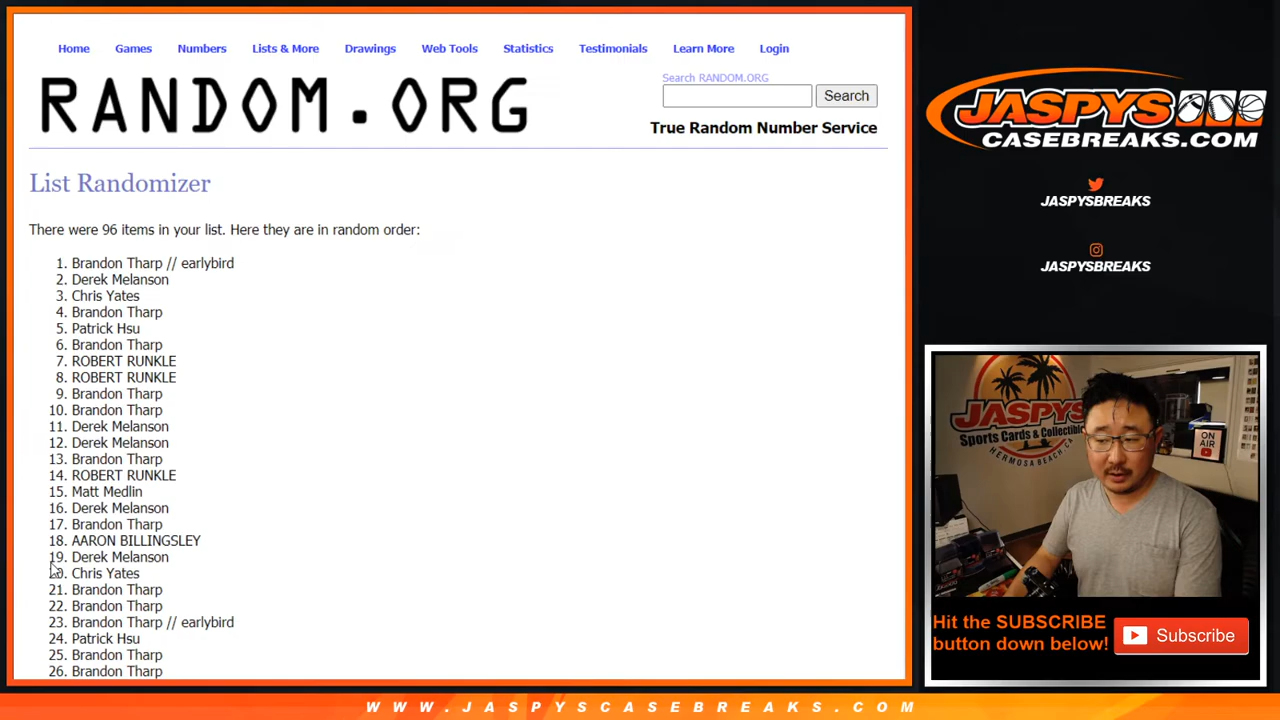 Home Games Numbers Lists & More Drawings Web Tools Statistics Testimonials Learn More Login
RANDOM.ORG
Search RANDOM.ORG
Search
True Random Number Service
List Randomizer
There were 96 items in your list. Here they are in random order:
1. Brandon Tharp // earlybird
2. Derek Melanson
3. Chris Yates
4. Brandon Tharp
5. Patrick Hsu
6. Brandon Tharp
7. ROBERT RUNKLE
8. ROBERT RUNKLE
9. Brandon Tharp
10. Brandon Tharp
11. Derek Melanson
12. Derek Melanson
13. Brandon Tharp
14. ROBERT RUNKLE
15. Matt Medlin
16. Derek Melanson
17. Brandon Tharp
18. AARON BILLINGSLEY
19. Derek Melanson
20. Chris Yates
21. Brandon Tharp
22. Brandon Tharp
23. Brandon Tharp // earlybird
24. Patrick Hsu
25. Brandon Tharp
26. Brandon Tharp
JASPYS
CASEBREAKS.COM
JASPYSBREAKS
JASPYSBREAKS
JASPYS
Sports Cards & Collectibles
HERMOSA BEACH, CA
ON AIR
Hit the SUBSCRIBE
button down below!
Subscribe
WWW.JASPYSCASEBREAKS.COM